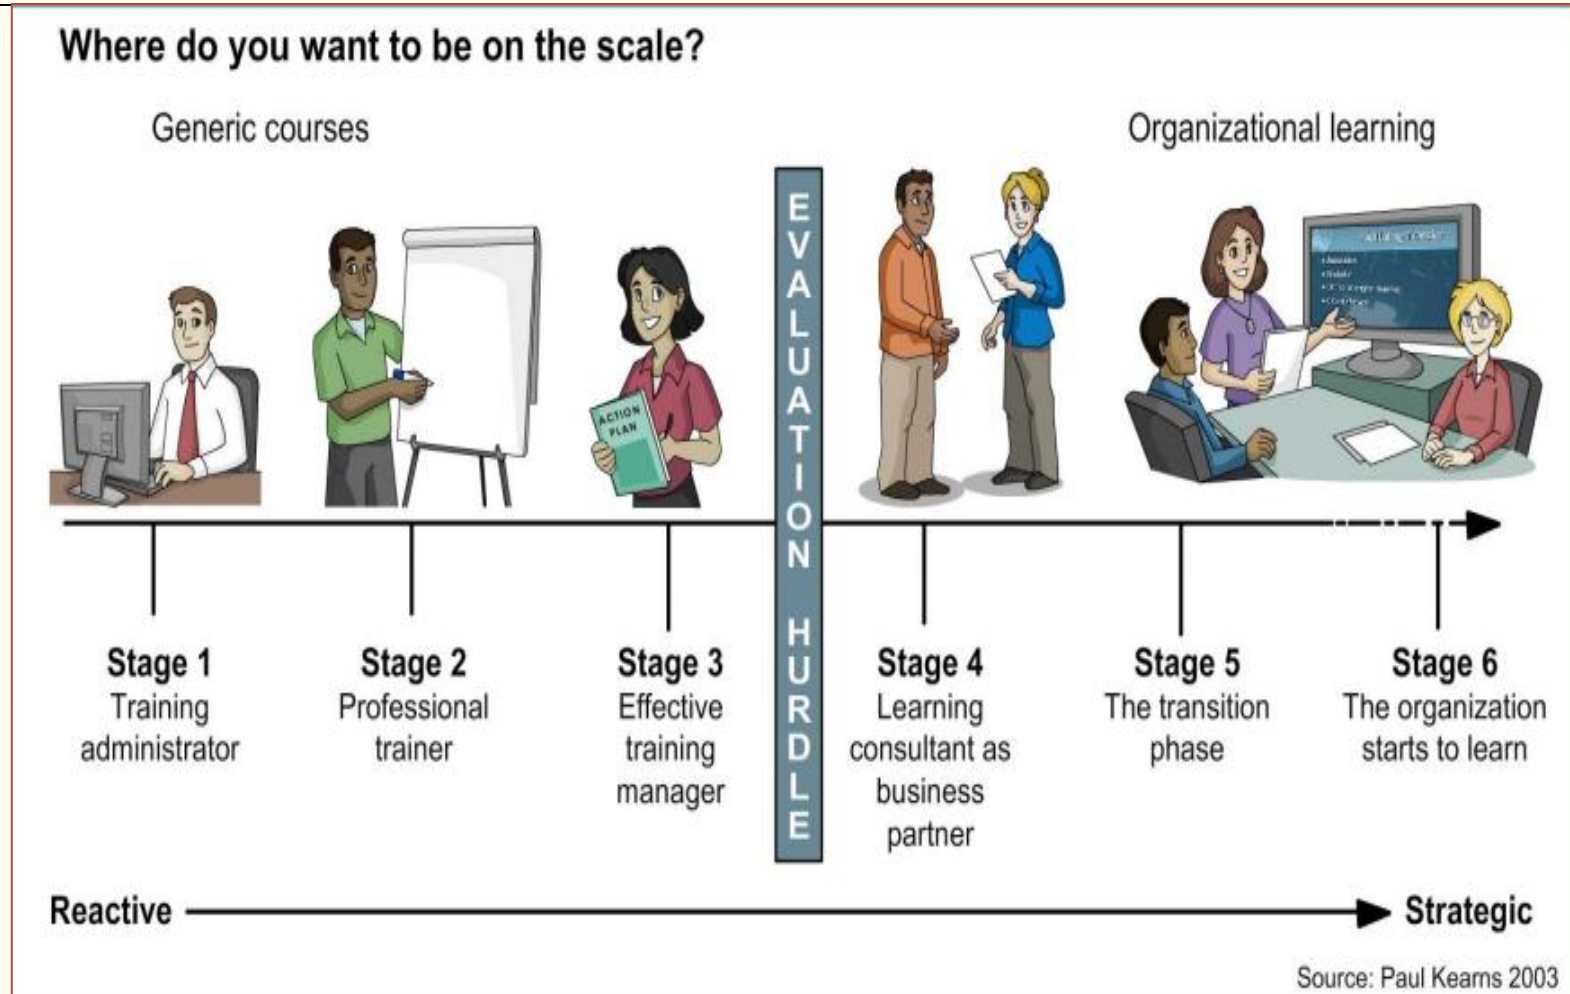 Where do you want to be on the scale?
Generic courses
Organizational learning
ACTION
PLAN
EVALUATION HURDLE
Stage 1
Training
administrator
Stage 2
Professional
trainer
Stage 3
Effective
training
manager
Stage 4
Learning
consultant as
business
partner
Stage 5
The transition
phase
Stage 6
The organization
starts to learn
Reactive
Strategic
Source: Paul Kearns 2003